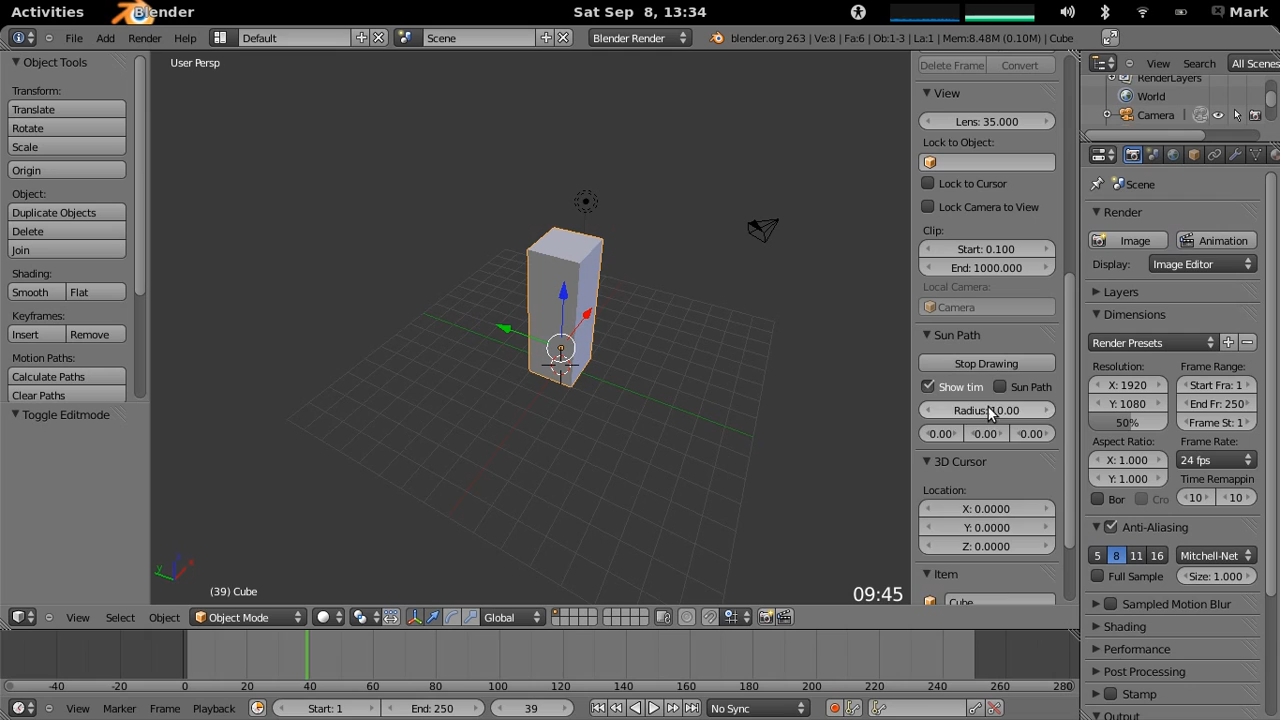 Activities Blender Sat Sep 8, 13:34 Mark
File Add Render Help Default Scene Blender Render blender.org 263 | Ve:8 | Fa:6 | Ob:1-3 | La:1 | Mem:8.48M (0.10M) | Cube
Object Tools
Transform:
Translate
Rotate
Scale
Origin
Object:
Duplicate Objects
Delete
Join
Shading:
Smooth Flat
Keyframes:
Insert Remove
Motion Paths:
Calculate Paths
Clear Paths
Toggle Editmode
User Persp
(39) Cube
09:45
Delete Frame Convert
View
Lens: 35.000
Lock to Object:
Lock to Cursor
Lock Camera to View
Clip:
Start: 0.100
End: 1000.000
Local Camera:
Camera
Sun Path
Stop Drawing
Show tim Sun Path
0.00 0.00 0.00
3D Cursor
Location:
X: 0.0000
Y: 0.0000
Z: 0.0000
Item
Cube
View Search All Scenes
RenderLayers
World
Camera
Scene
Render
Image Animation
Display: Image Editor
Layers
Dimensions
Render Presets
Resolution: Frame Range:
X: 1920 Start Fra: 1
Y: 1080 End Fr: 250
50% Frame St: 1
Aspect Ratio: Frame Rate:
X: 1.000 24 fps
Y: 1.000 Time Remappin
Bor Cro 10 10
Anti-Aliasing
5 8 11 16 Mitchell-Net
Full Sample Size: 1.000
Sampled Motion Blur
Shading
Performance
Post Processing
Stamp
Output
View Select Object Object Mode Global
-40 -20 0 20 40 60 80 100 120 140 160 180 200 220 240 260 280
View Marker Frame Playback Start: 1 End: 250 39 No Sync